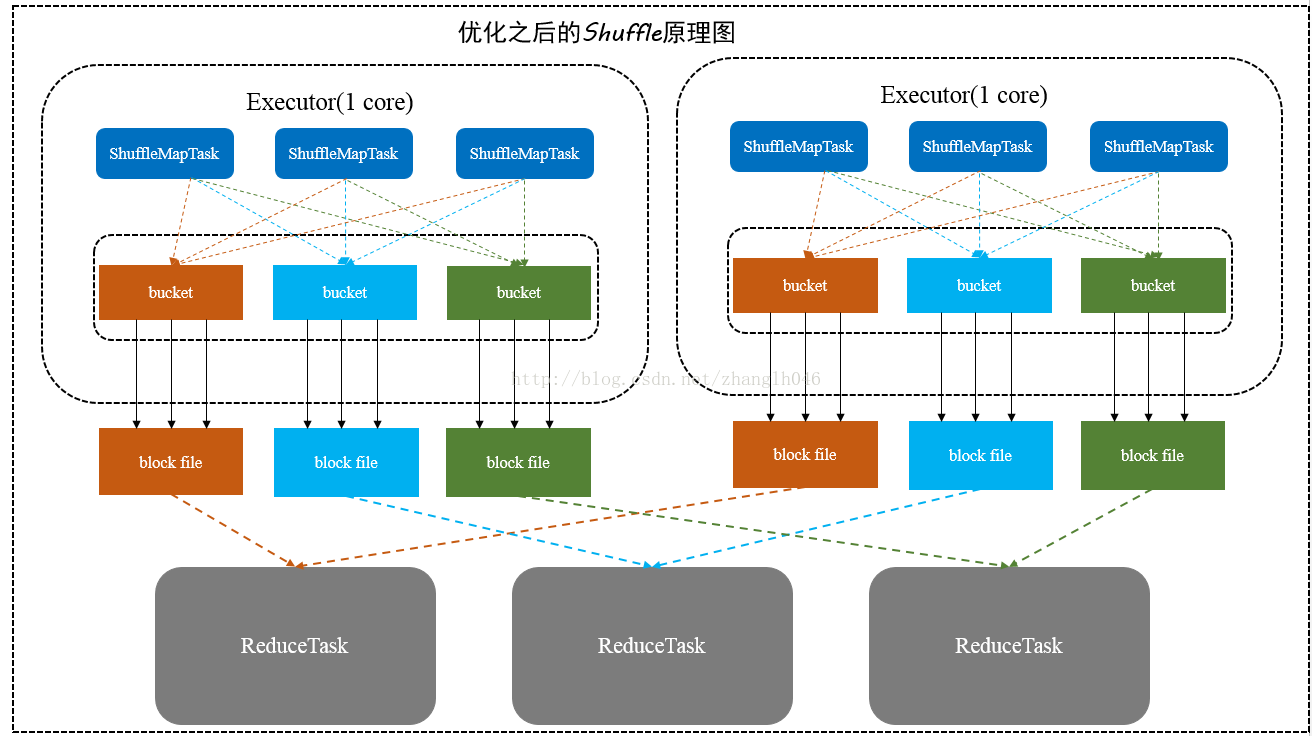 优化之后的Shuffle原理图
Executor(1 core)
ShuffleMapTask ShuffleMapTask ShuffleMapTask
bucket bucket bucket
block file block file block file
Executor(1 core)
ShuffleMapTask ShuffleMapTask ShuffleMapTask
bucket bucket bucket
block file block file block file
http://blog.csdn.net/zhanglh046
ReduceTask ReduceTask ReduceTask